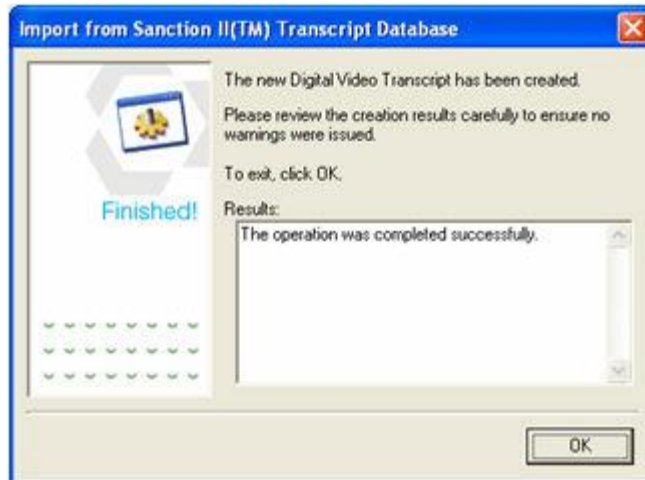 Import from Sanction II(TM) Transcript Database
The new Digital Video Transcript has been created.
Please review the creation results carefully to ensure no
warnings were issued.
To exit, click OK.
Finished!
Results:
The operation was completed successfully.
OK